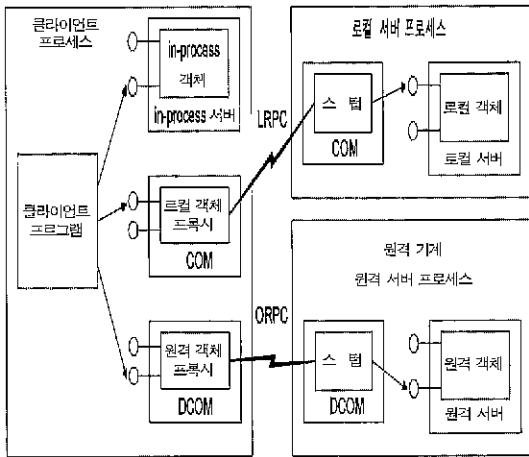 클라이언트
프로세스
in-process
객체
in-process 서버
클라이언트
프로그램
로컬 객체
프록시
COM
원격 객체
프록시
DCOM
LRPC
ORPC
로컬 서버 프로세스
스 텁
COM
로컬 객체
로컬 서버
원격 기계
원격 서버 프로세스
스 텁
DCOM
원격 객체
원격 서버